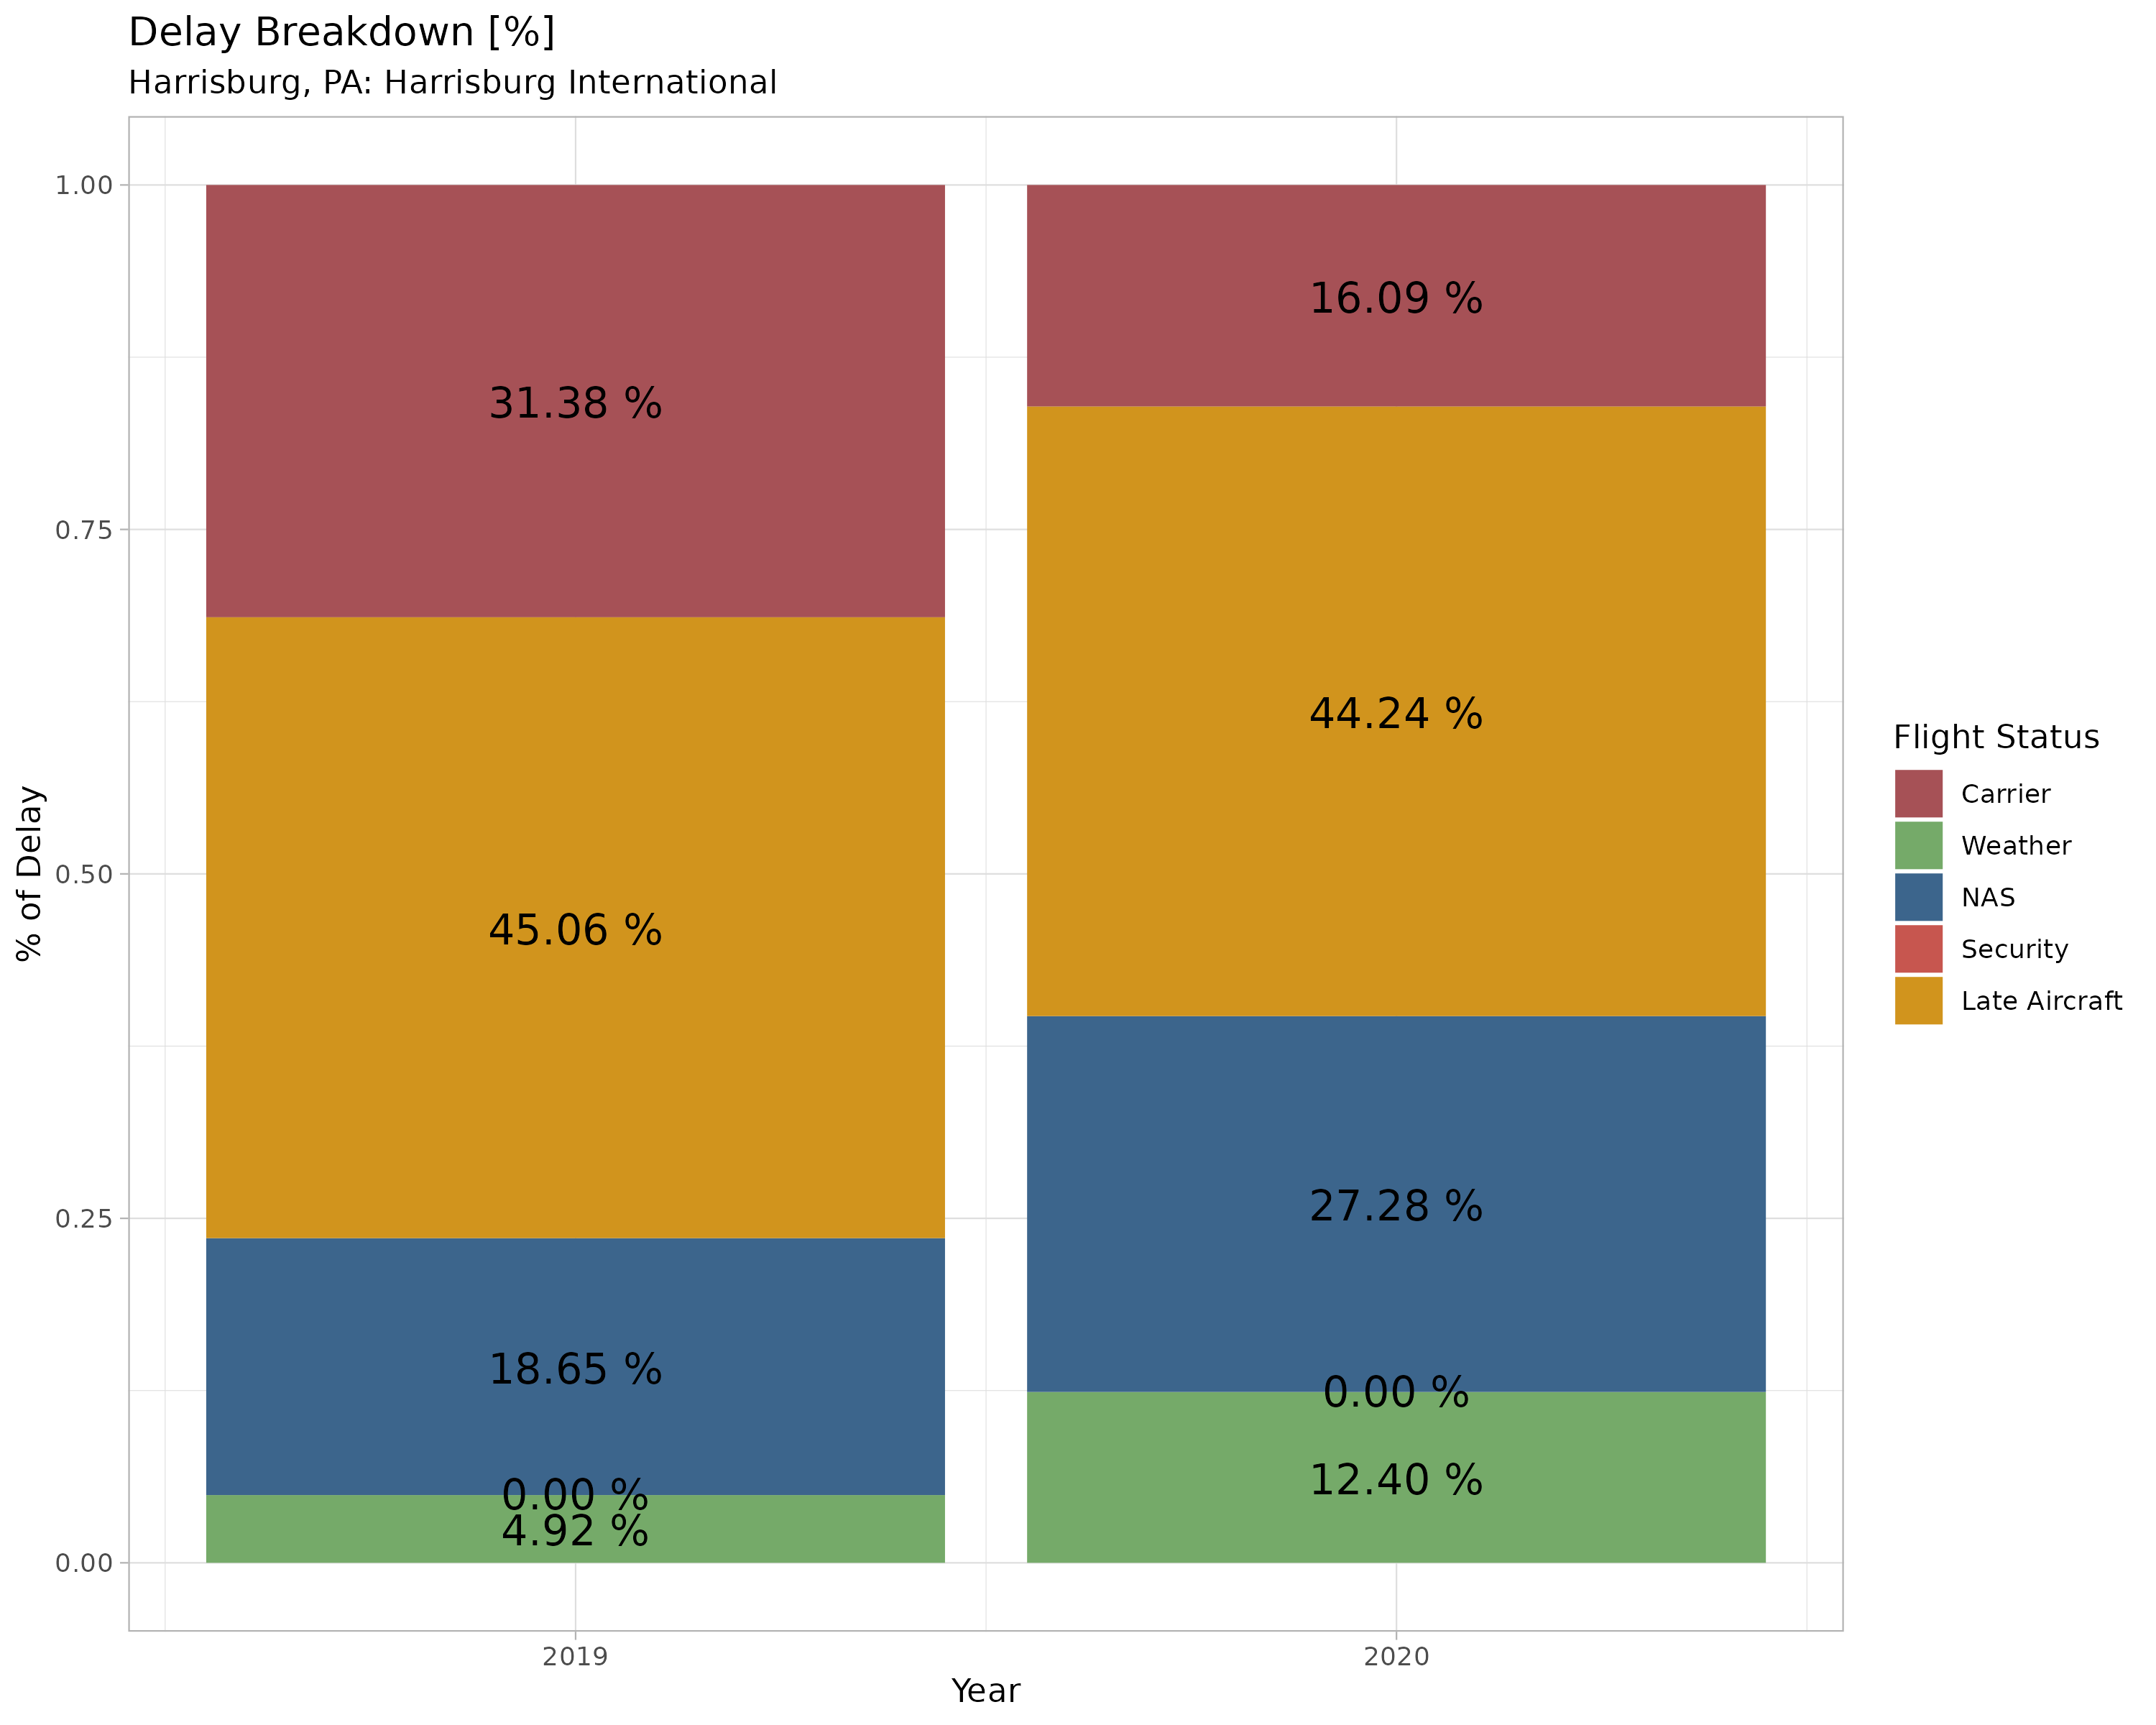 Delay Breakdown [%]
Harrisburg, PA: Harrisburg International
% of Delay
1.00
0.75
0.50
0.25
0.00
31.38 %
45.06 %
18.65 %
0.00 %
4.92 %
16.09 %
44.24 %
27.28 %
0.00 %
12.40 %
2019
2020
Year
Flight Status
Carrier
Weather
NAS
Security
Late Aircraft